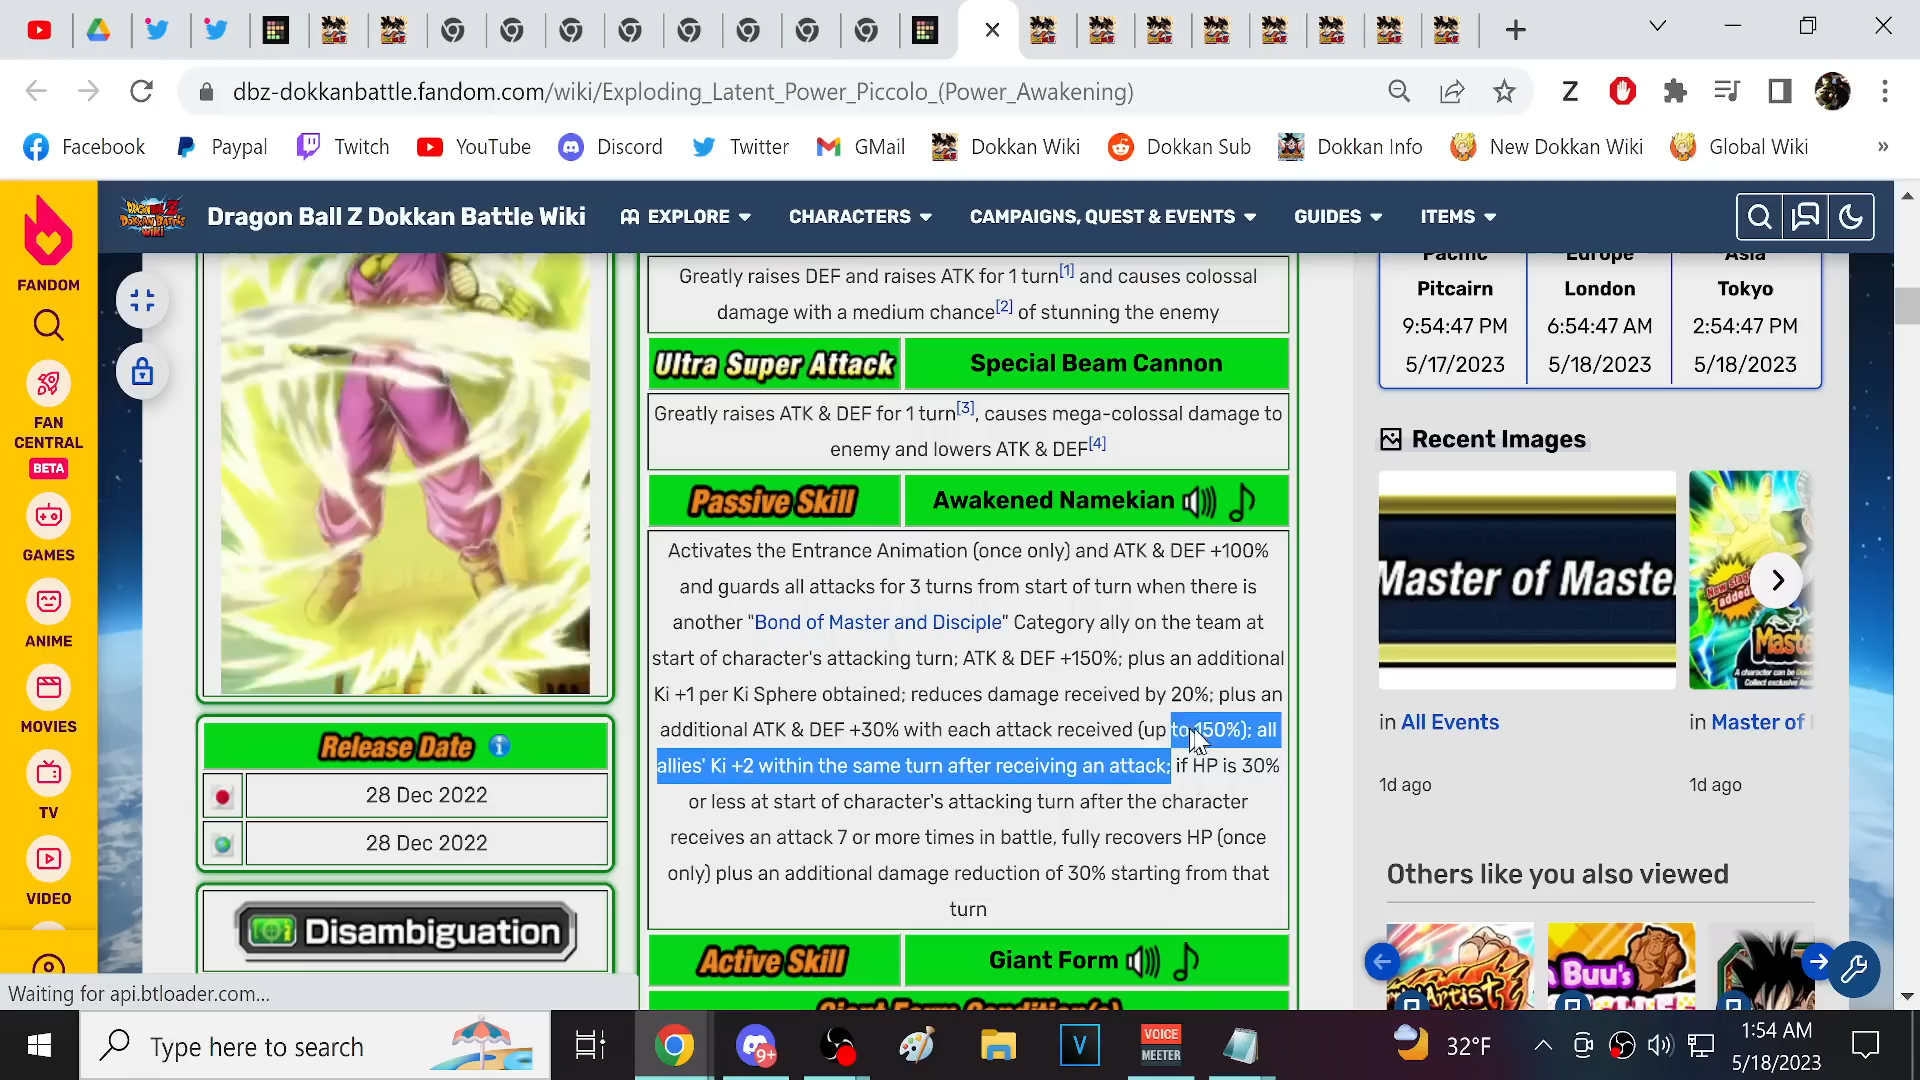 dbz-dokkanbattle.fandom.com/wiki/Exploding_Latent_Power_Piccolo_(Power_Awakening)
Z
Facebook
Paypal
Twitch
YouTube
Discord
Twitter
GMail
Dokkan Wiki
Dokkan Sub
Dokkan Info
New Dokkan Wiki
Global Wiki
»
FANDOM
FAN
CENTRAL
BETA
GAMES
ANIME
MOVIES
TV
VIDEO
Dragon Ball Z Dokkan Battle Wiki
EXPLORE
CHARACTERS
CAMPAIGNS, QUEST & EVENTS
GUIDES
ITEMS
Release Date
28 Dec 2022
28 Dec 2022
Disambiguation
Greatly raises DEF and raises ATK for 1 turn[1] and causes colossal
damage with a medium chance[2] of stunning the enemy
Ultra Super Attack
Special Beam Cannon
Greatly raises ATK & DEF for 1 turn[3], causes mega-colossal damage to
enemy and lowers ATK & DEF[4]
Passive Skill
Awakened Namekian
Activates the Entrance Animation (once only) and ATK & DEF +100%
and guards all attacks for 3 turns from start of turn when there is
another "Bond of Master and Disciple" Category ally on the team at
start of character's attacking turn; ATK & DEF +150%; plus an additional
Ki +1 per Ki Sphere obtained; reduces damage received by 20%; plus an
additional ATK & DEF +30% with each attack received (up to 150%); all
allies' Ki +2 within the same turn after receiving an attack; if HP is 30%
or less at start of character's attacking turn after the character
receives an attack 7 or more times in battle, fully recovers HP (once
only) plus an additional damage reduction of 30% starting from that
turn
Active Skill
Giant Form
Giant Form Condition(s)
Pacific
Europe
Asia
Pitcairn
London
Tokyo
9:54:47 PM
6:54:47 AM
2:54:47 PM
5/17/2023
5/18/2023
5/18/2023
Recent Images
Master of Maste
New stage
added
Maste
in All Events
in Master of
1d ago
1d ago
Others like you also viewed
Buu's
Waiting for api.btloader.com...
Type here to search
9+
V
VOICE
MEETER
32°F
1:54 AM
5/18/2023